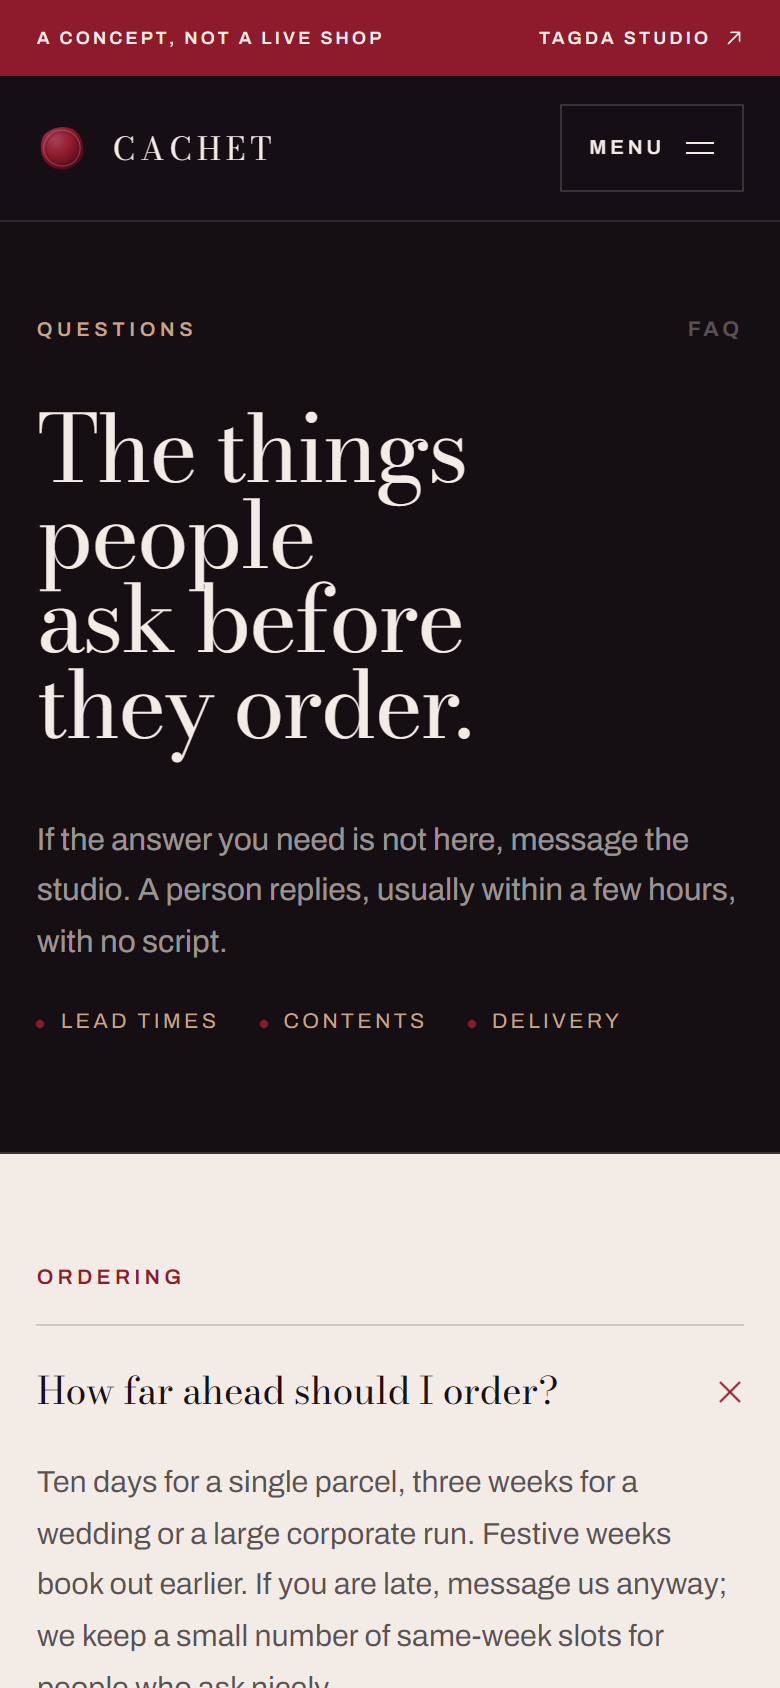 A CONCEPT, NOT A LIVE SHOP
TAGDA STUDIO
CACHET
MENU
QUESTIONS
FAQ
The things
people
ask before
they order.
If the answer you need is not here, message the
studio. A person replies, usually within a few hours,
with no script.
LEAD TIMES
CONTENTS
DELIVERY
ORDERING
How far ahead should I order?
Ten days for a single parcel, three weeks for a
wedding or a large corporate run. Festive weeks
book out earlier. If you are late, message us anyway;
we keep a small number of same-week slots for
people who ask nicely.